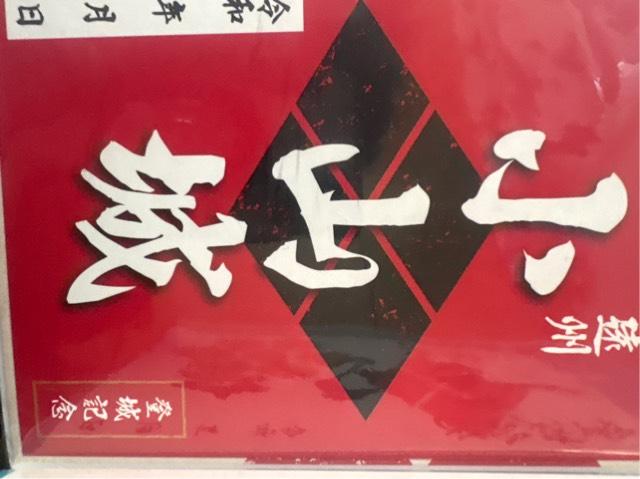 遠州
小山城
登城記念
令和 年 月 日